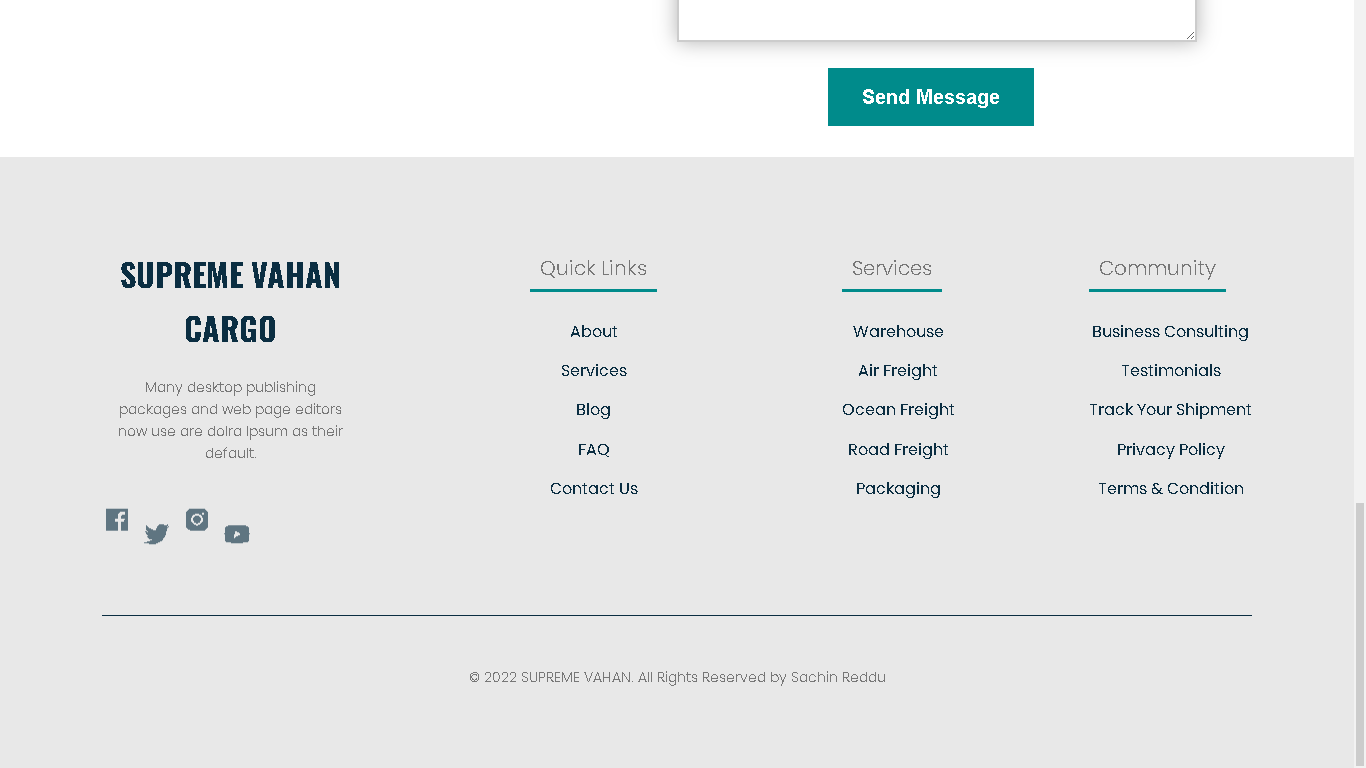 Send Message
SUPREME VAHAN
CARGO
Many desktop publishing
packages and web page editors
now use are dolra Ipsum as their
default.
Quick Links
About
Services
Blog
FAQ
Contact Us
Services
Warehouse
Air Freight
Ocean Freight
Road Freight
Packaging
Community
Business Consulting
Testimonials
Track Your Shipment
Privacy Policy
Terms & Condition
© 2022 SUPREME VAHAN. All Rights Reserved by Sachin Reddu